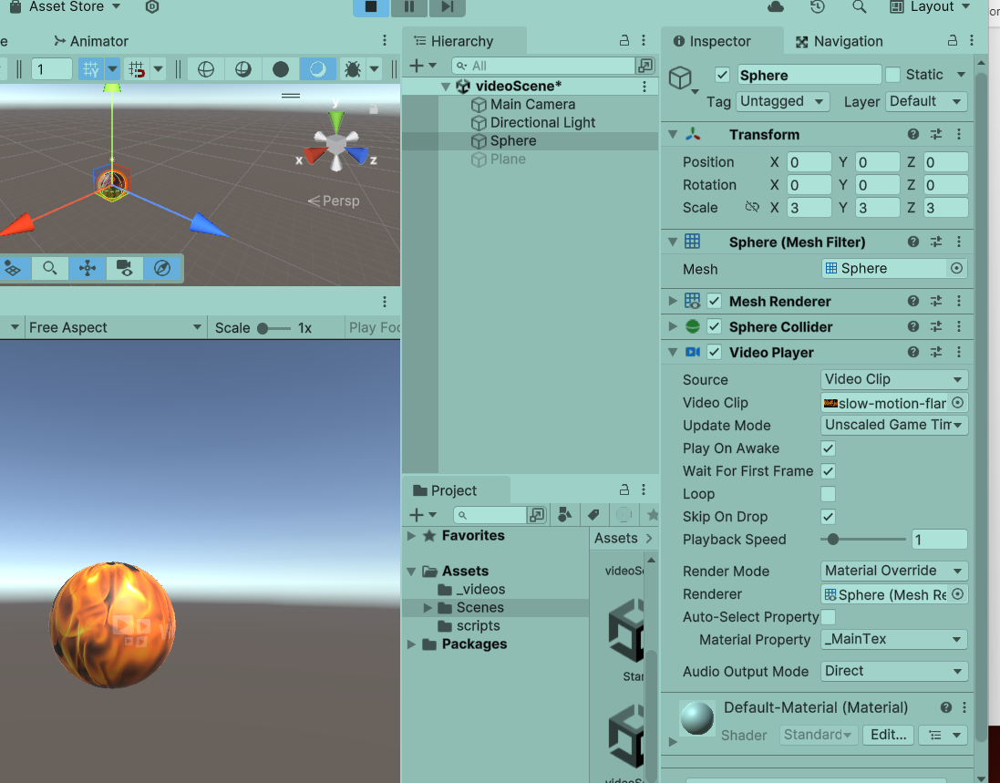 Asset Store
Layout
Animator
1
y
x
z
Persp
Free Aspect
Scale
1x
Play Foc
Hierarchy
All
videoScene*
Main Camera
Directional Light
Sphere
Plane
Project
Favorites
Assets
_videos
Scenes
scripts
Packages
Assets
videoSc
Star
videoSc
Inspector
Navigation
Sphere
Static
Tag Untagged Layer Default
Transform
Position X 0 Y 0 Z 0
Rotation X 0 Y 0 Z 0
Scale X 3 Y 3 Z 3
Sphere (Mesh Filter)
Mesh Sphere
Mesh Renderer
Sphere Collider
Video Player
Source Video Clip
Video Clip slow-motion-flar
Update Mode Unscaled Game Tim
Play On Awake
Wait For First Frame
Loop
Skip On Drop
Playback Speed 1
Render Mode Material Override
Renderer Sphere (Mesh Re
Auto-Select Property
Material Property _MainTex
Audio Output Mode Direct
Default-Material (Material)
Shader Standard Edit...